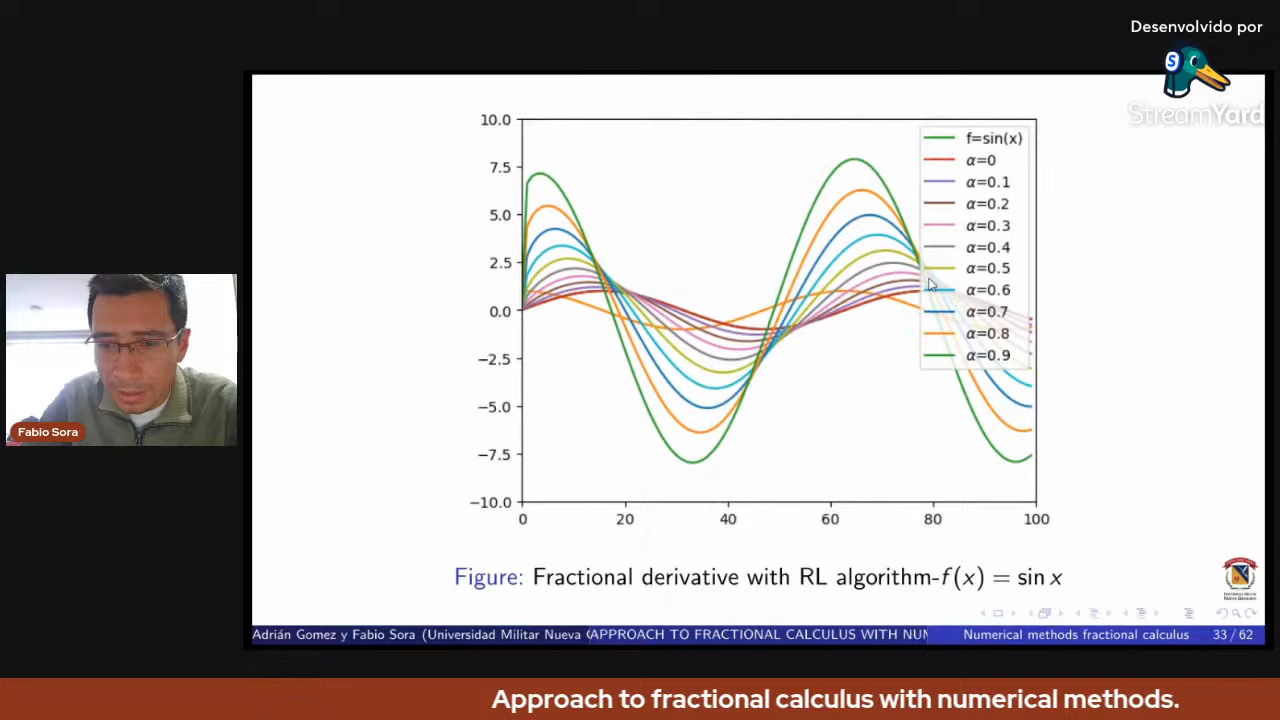 Desenvolvido por
StreamYard
10.0
7.5
5.0
2.5
0.0
−2.5
−5.0
−7.5
−10.0
0 20 40 60 80 100
f=sin(x)
α=0
α=0.1
α=0.2
α=0.3
α=0.4
α=0.5
α=0.6
α=0.7
α=0.8
α=0.9
Fabio Sora
Figure: Fractional derivative with RL algorithm-f(x) = sin x
Adrián Gomez y Fabio Sora (Universidad Militar Nueva APPROACH TO FRACTIONAL CALCULUS WITH NUM Numerical methods fractional calculus 33 / 62
Approach to fractional calculus with numerical methods.